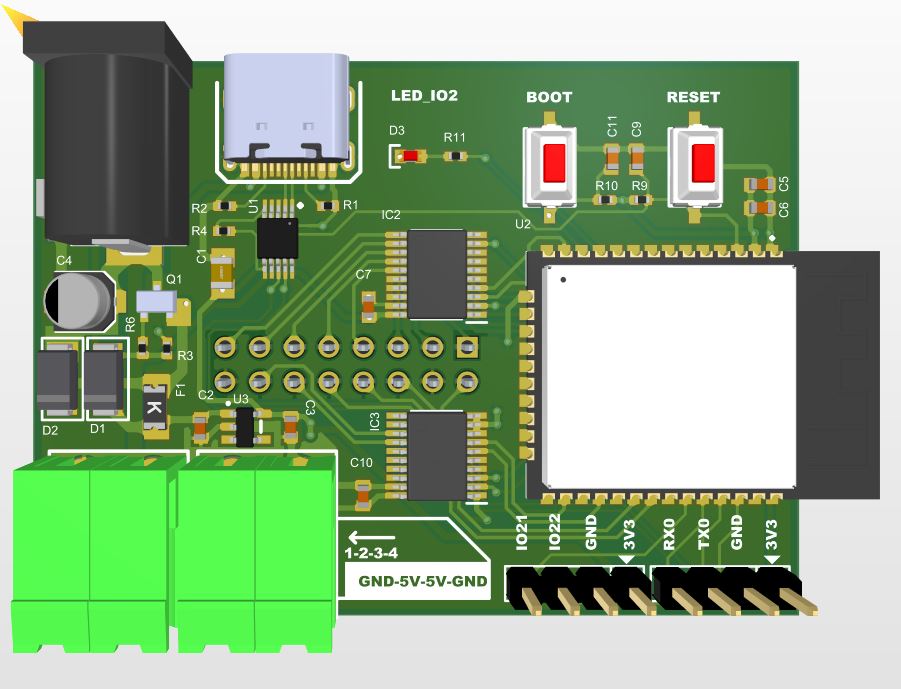 LED_IO2
BOOT
RESET
D3
R11
C11
C9
R10
R9
C5
C6
U2
R2
U1
R1
R4
IC2
C4
C1
C7
Q1
R6
R3
F1
K
C2
U3
C3
IC3
D2
D1
C10
IO21
IO22
GND
3V3
RX0
TX0
GND
3V3
1-2-3-4
GND-5V-5V-GND